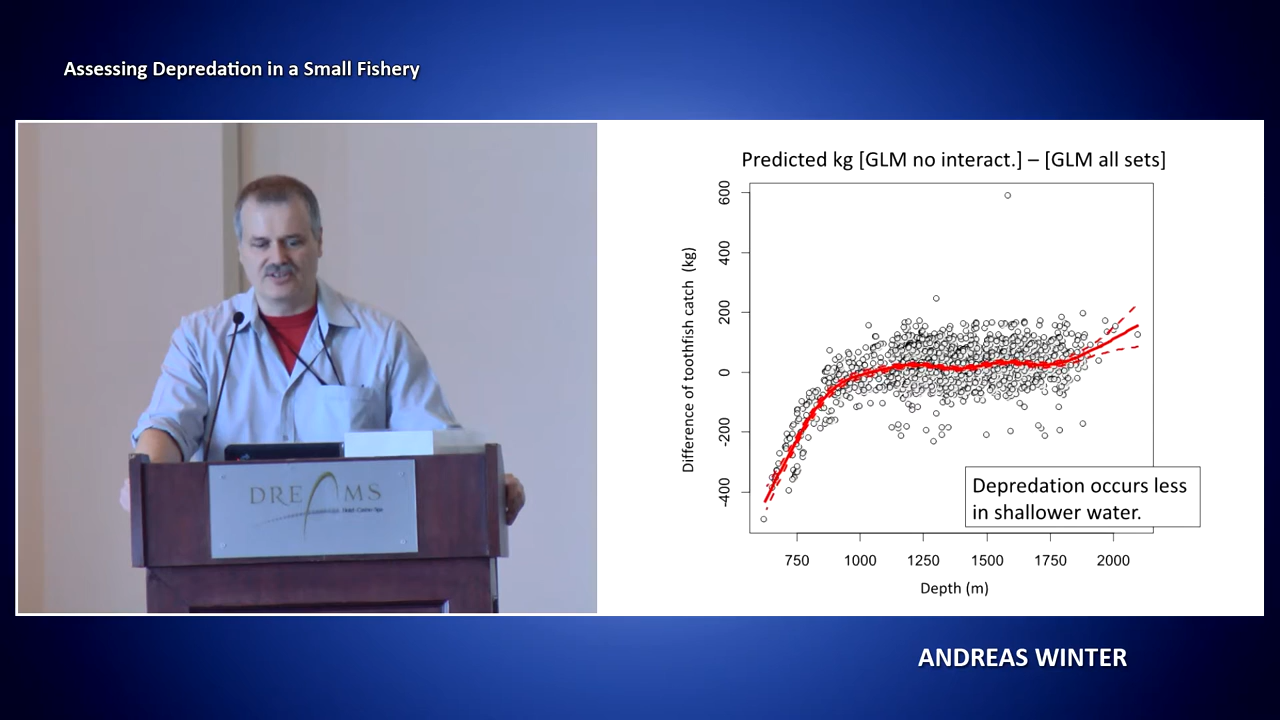 Assessing Depredation in a Small Fishery
DREAMS
Predicted kg [GLM no interact.] – [GLM all sets]
Difference of toothfish catch (kg)
600
400
200
0
-200
-400
Depredation occurs less
in shallower water.
750 1000 1250 1500 1750 2000
Depth (m)
ANDREAS WINTER